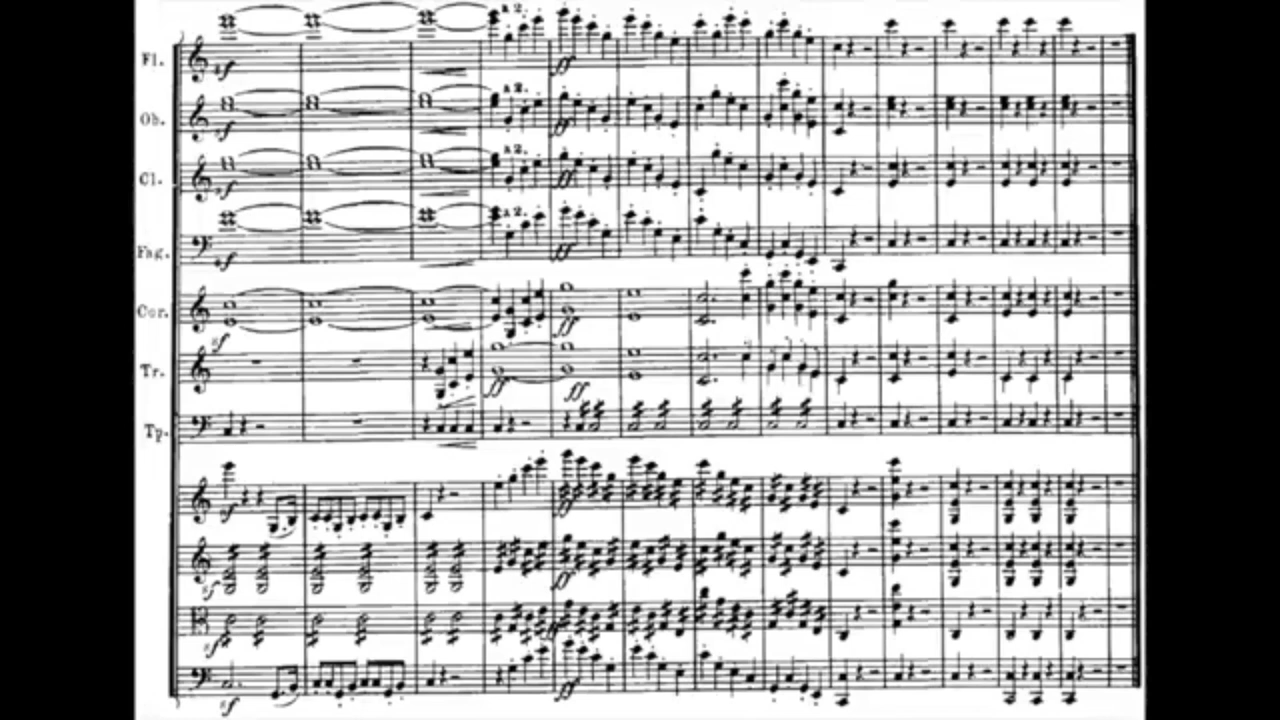 a 2.
Fl. sf ff
a 2.
Ob. sf ff
a 2.
Cl. sf ff
a 2.
Fag. sf ff
Cor. sf ff
Tr. ff ff
Tp.
sf ff
sf ff
sf ff
sf ff